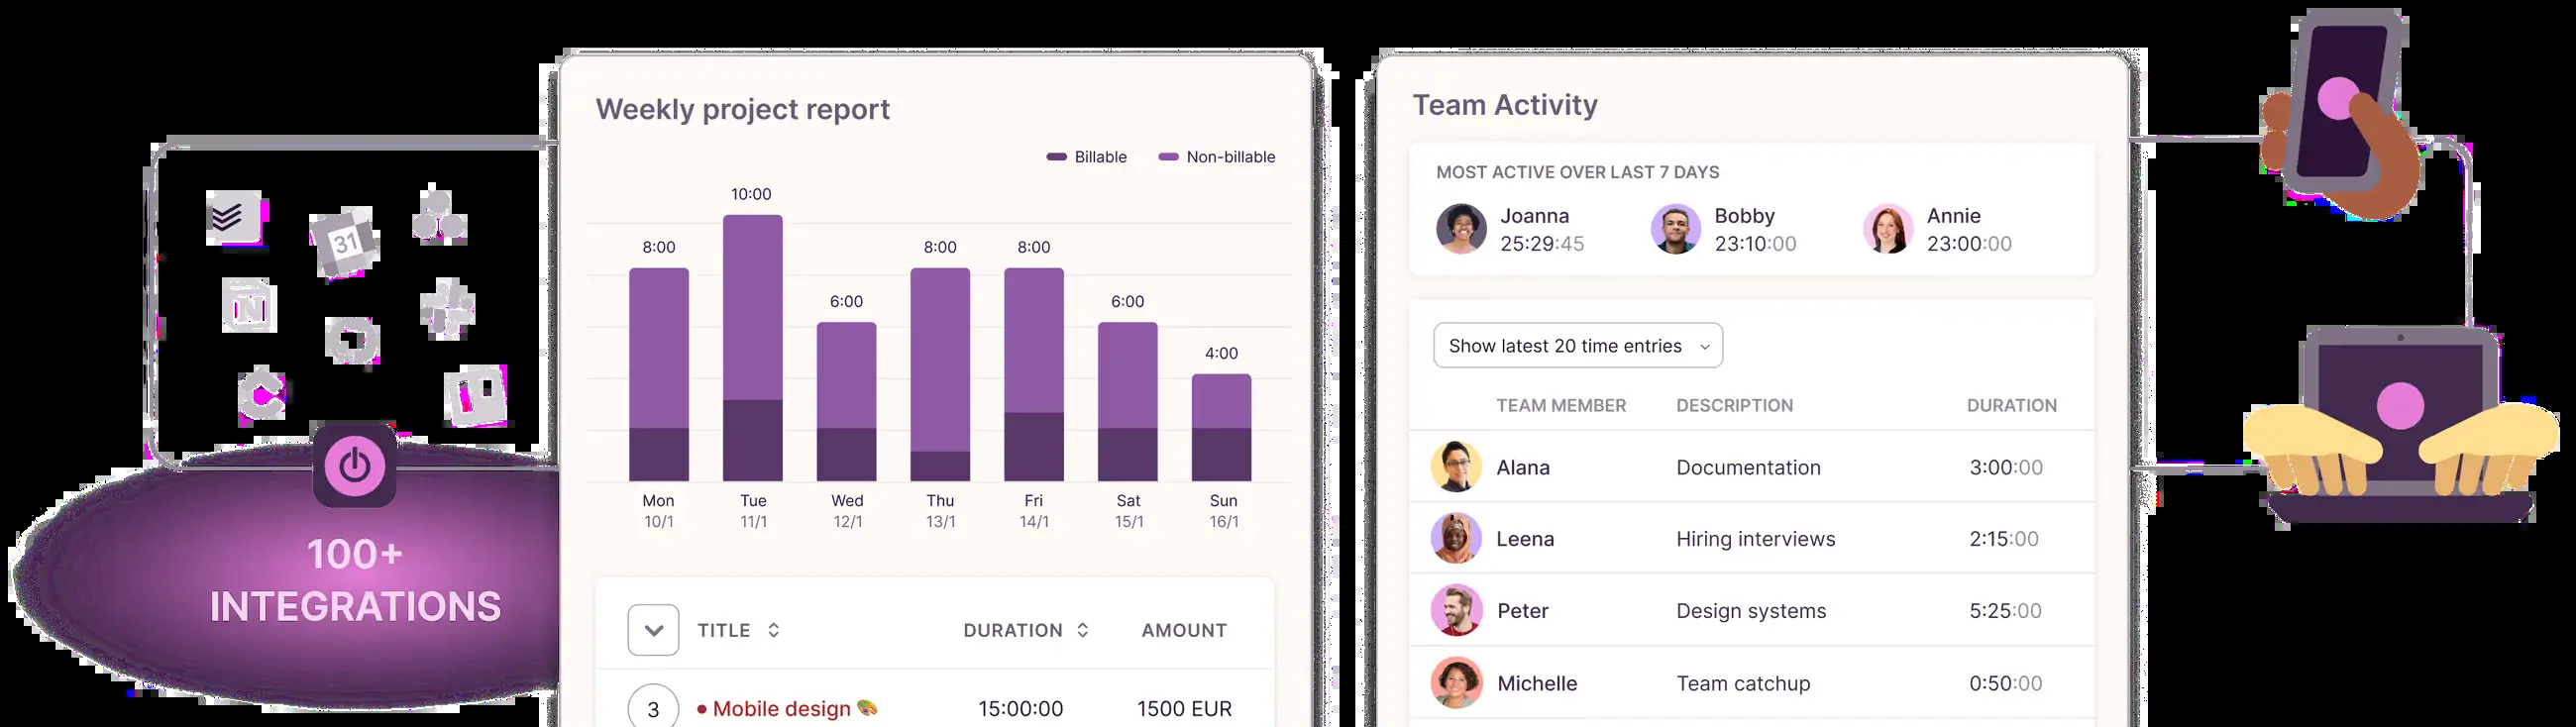 31
N
100+
INTEGRATIONS
Weekly project report
Billable Non-billable
10:00
8:00 8:00 8:00
6:00 6:00
4:00
Mon Tue Wed Thu Fri Sat Sun
10/1 11/1 12/1 13/1 14/1 15/1 16/1
TITLE DURATION AMOUNT
3 Mobile design 🎨 15:00:00 1500 EUR
Team Activity
MOST ACTIVE OVER LAST 7 DAYS
Joanna Bobby Annie
25:29:45 23:10:00 23:00:00
Show latest 20 time entries
TEAM MEMBER DESCRIPTION DURATION
Alana Documentation 3:00:00
Leena Hiring interviews 2:15:00
Peter Design systems 5:25:00
Michelle Team catchup 0:50:00